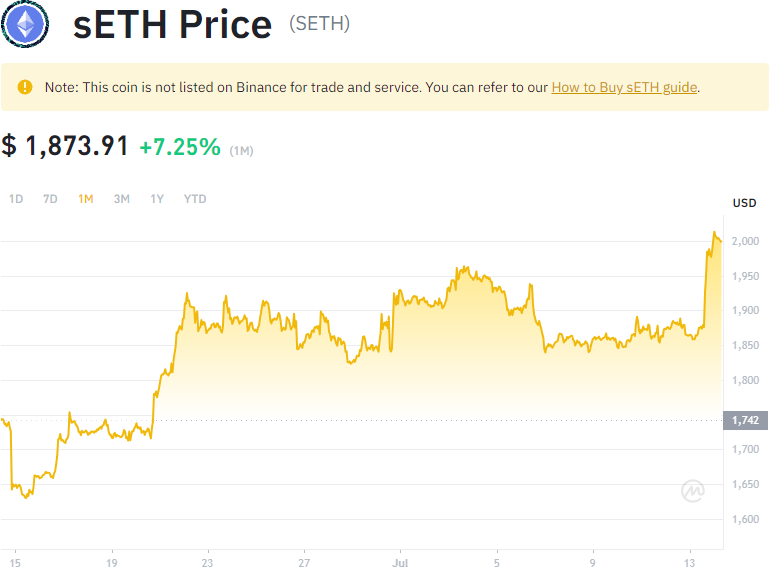 sETH Price (SETH)
Note: This coin is not listed on Binance for trade and service. You can refer to our How to Buy sETH guide.
$ 1,873.91 +7.25% (1M)
1D 7D 1M 3M 1Y YTD
USD
2,000
1,950
1,900
1,850
1,800
1,742
1,700
1,650
1,600
15 19 23 27 Jul 5 9 13